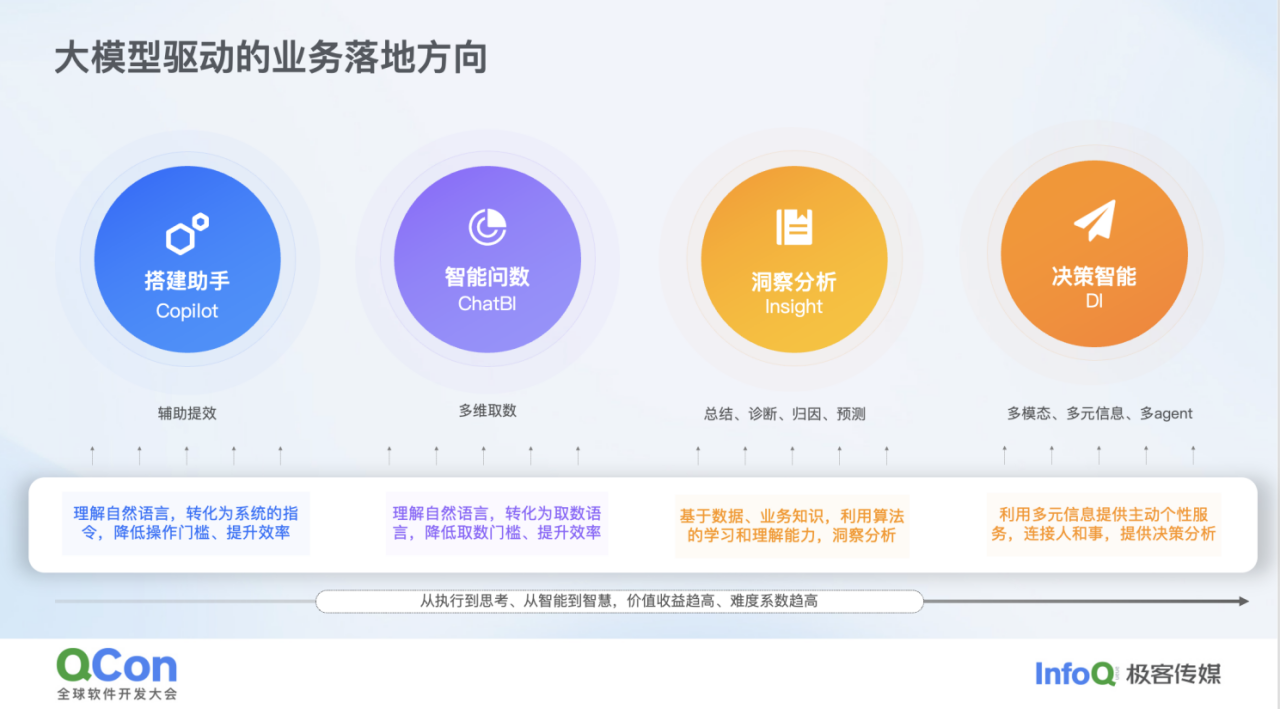 大模型驱动的业务落地方向
搭建助手
Copilot
智能问数
ChatBI
洞察分析
Insight
决策智能
DI
辅助提效
多维取数
总结、诊断、归因、预测
多模态、多元信息、多agent
理解自然语言，转化为系统的指
令，降低操作门槛、提升效率
理解自然语言，转化为取数语
言，降低取数门槛、提升效率
基于数据、业务知识，利用算法
的学习和理解能力，洞察分析
利用多元信息提供主动个性服
务，连接人和事，提供决策分析
从执行到思考、从智能到智慧，价值收益趋高、难度系数趋高
QCon
全球软件开发大会
InfoQ 极客传媒